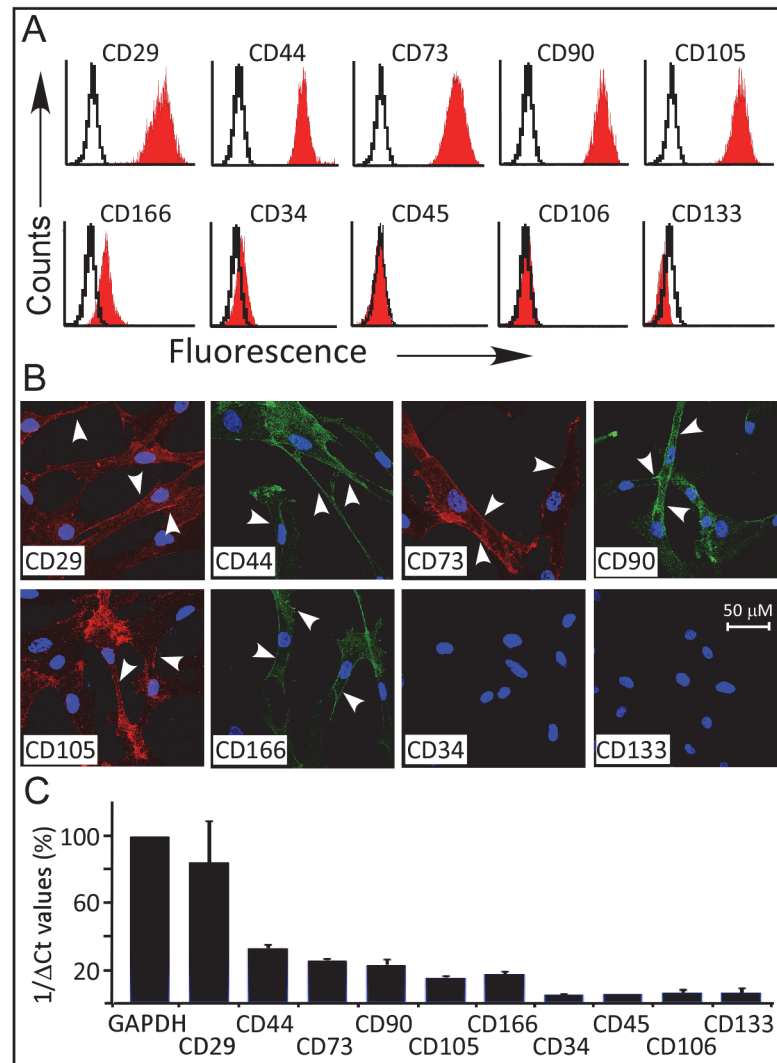 A
CD29 CD44 CD73 CD90 CD105
CD166 CD34 CD45 CD106 CD133
Counts
Fluorescence
B
CD29 CD44 CD73 CD90
50 µM
CD105 CD166 CD34 CD133
C
1/ΔCt values (%)
100
60
20
GAPDH CD44 CD90 CD166 CD45 CD133
CD29 CD73 CD105 CD34 CD106